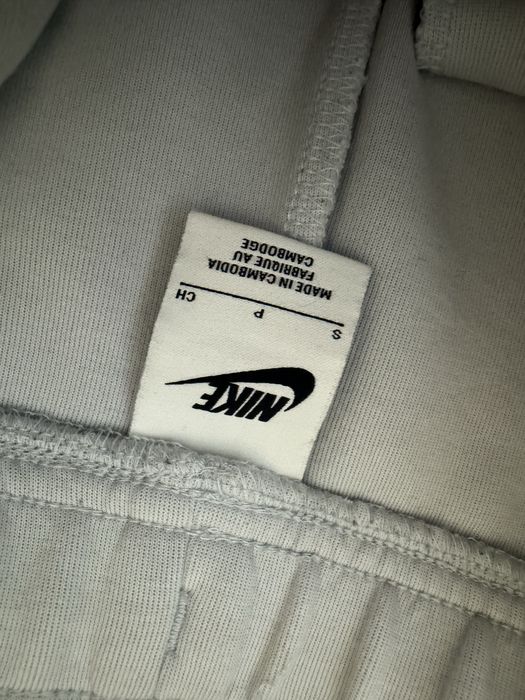 NIKE
S P CH
MADE IN CAMBODIA
FABRIQUE AU
CAMBODGE